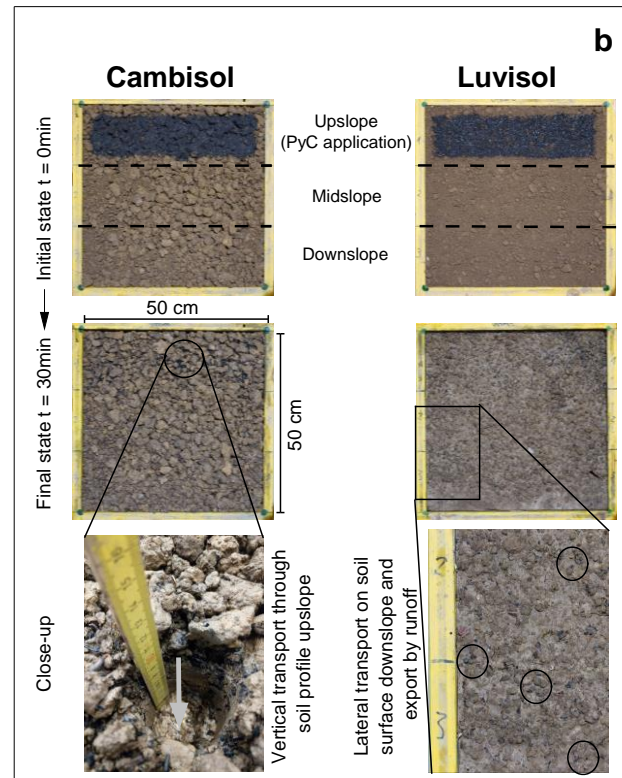 b
Cambisol
Luvisol
Initial state t = 0min
Upslope
(PyC application)
Midslope
Downslope
50 cm
Final state t = 30min
50 cm
Close-up
Vertical transport through
soil profile upslope
Lateral transport on soil
surface downslope and
export by runoff